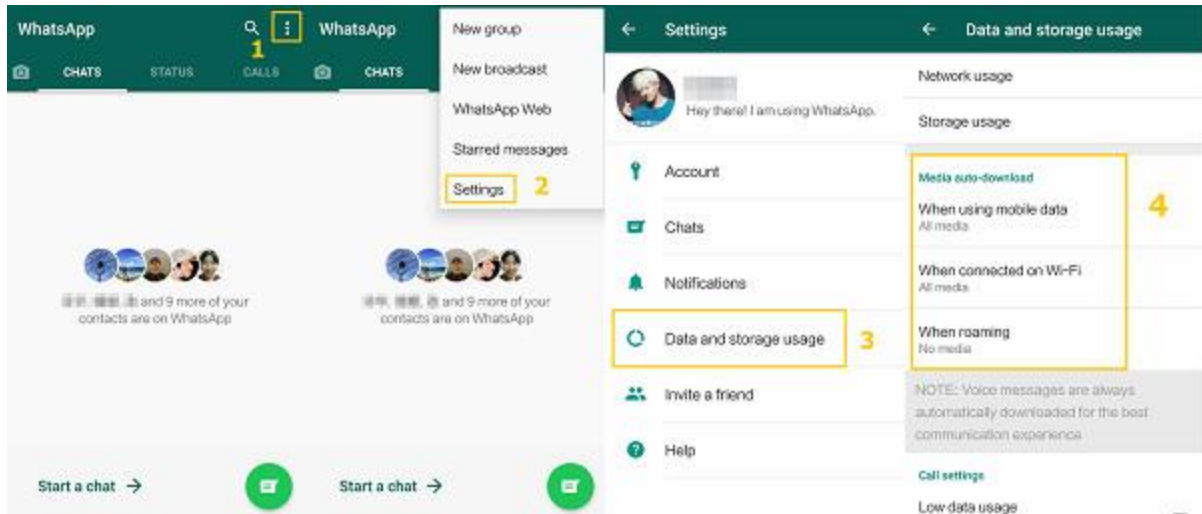 WhatsApp
1
CHATS STATUS CALLS
and 9 more of your
contacts are on WhatsApp
Start a chat →
WhatsApp
CHATS
New group
New broadcast
WhatsApp Web
Starred messages
Settings 2
and 9 more of your
contacts are on WhatsApp
Start a chat →
Settings
Hey there! I am using WhatsApp.
Account
Chats
Notifications
Data and storage usage 3
Invite a friend
Help
Data and storage usage
Network usage
Storage usage
Media auto-download
4
When using mobile data
All media
When connected on Wi-Fi
All media
When roaming
No media
NOTE: Voice messages are always
automatically downloaded for the best
communication experience
Call settings
Low data usage